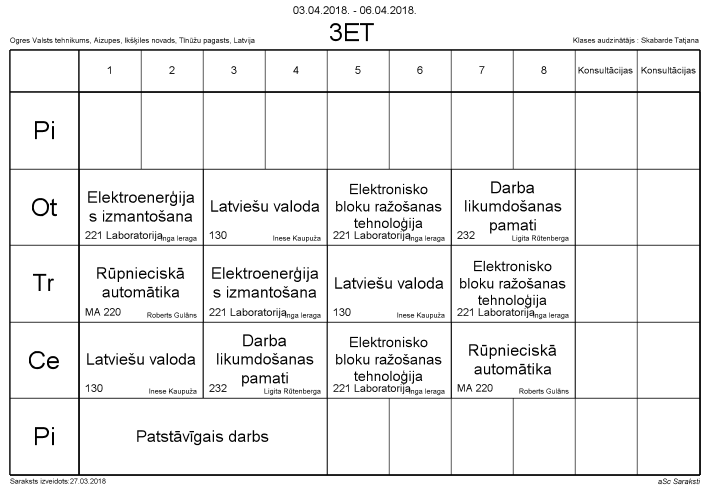 03.04.2018. - 06.04.2018.
3ET
Ogres Valsts tehnikums, Aizupes, Ikšķiles novads, Tīnūžu pagasts, Latvija
Klases audzinātājs : Skabarde Tatjana
1 2 3 4 5 6 7 8 Konsultācijas Konsultācijas
Pi
Ot
Elektroenerģija
s izmantošana
221 Laboratorija Inga Ieraga
Latviešu valoda
130 Inese Kaupuža
Elektronisko
bloku ražošanas
tehnoloģija
221 Laboratorija Inga Ieraga
Darba
likumdošanas
pamati
232 Ligita Rūtenberga
Tr
Rūpnieciskā
automātika
MA 220 Roberts Gulāns
Elektroenerģija
s izmantošana
221 Laboratorija Inga Ieraga
Latviešu valoda
130 Inese Kaupuža
Elektronisko
bloku ražošanas
tehnoloģija
221 Laboratorija Inga Ieraga
Ce
Latviešu valoda
130 Inese Kaupuža
Darba
likumdošanas
pamati
232 Ligita Rūtenberga
Elektronisko
bloku ražošanas
tehnoloģija
221 Laboratorija Inga Ieraga
Rūpnieciskā
automātika
MA 220 Roberts Gulāns
Pi
Patstāvīgais darbs
Saraksts izveidots:27.03.2018
aSc Saraksti